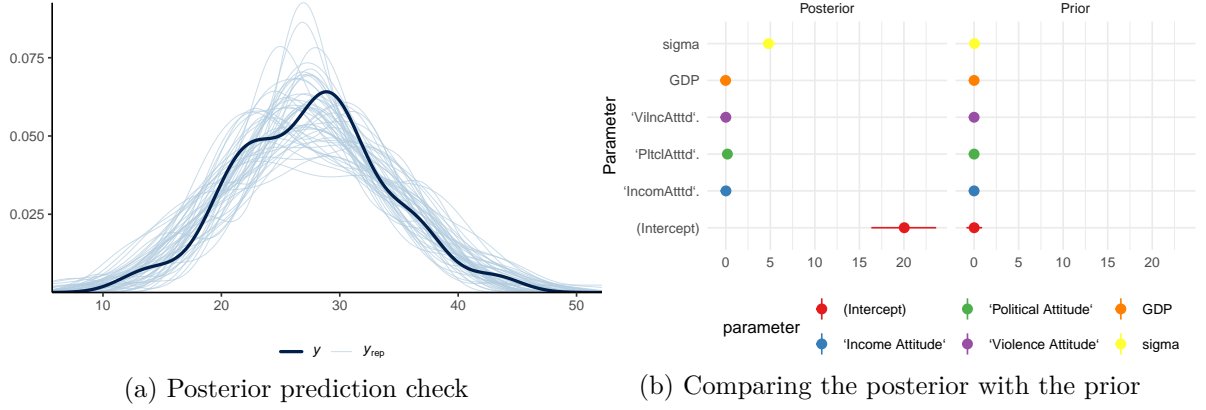 0.075
0.050
0.025
10 20 30 40 50
y y rep
(a) Posterior prediction check
Posterior Prior
Parameter
sigma
GDP
‘VilncAtttd‘.
‘PltclAtttd‘.
‘IncomAtttd‘.
(Intercept)
0 5 10 15 20 0 5 10 15 20
parameter
(Intercept) ‘Political Attitude‘ GDP
‘Income Attitude‘ ‘Violence Attitude‘ sigma
(b) Comparing the posterior with the prior